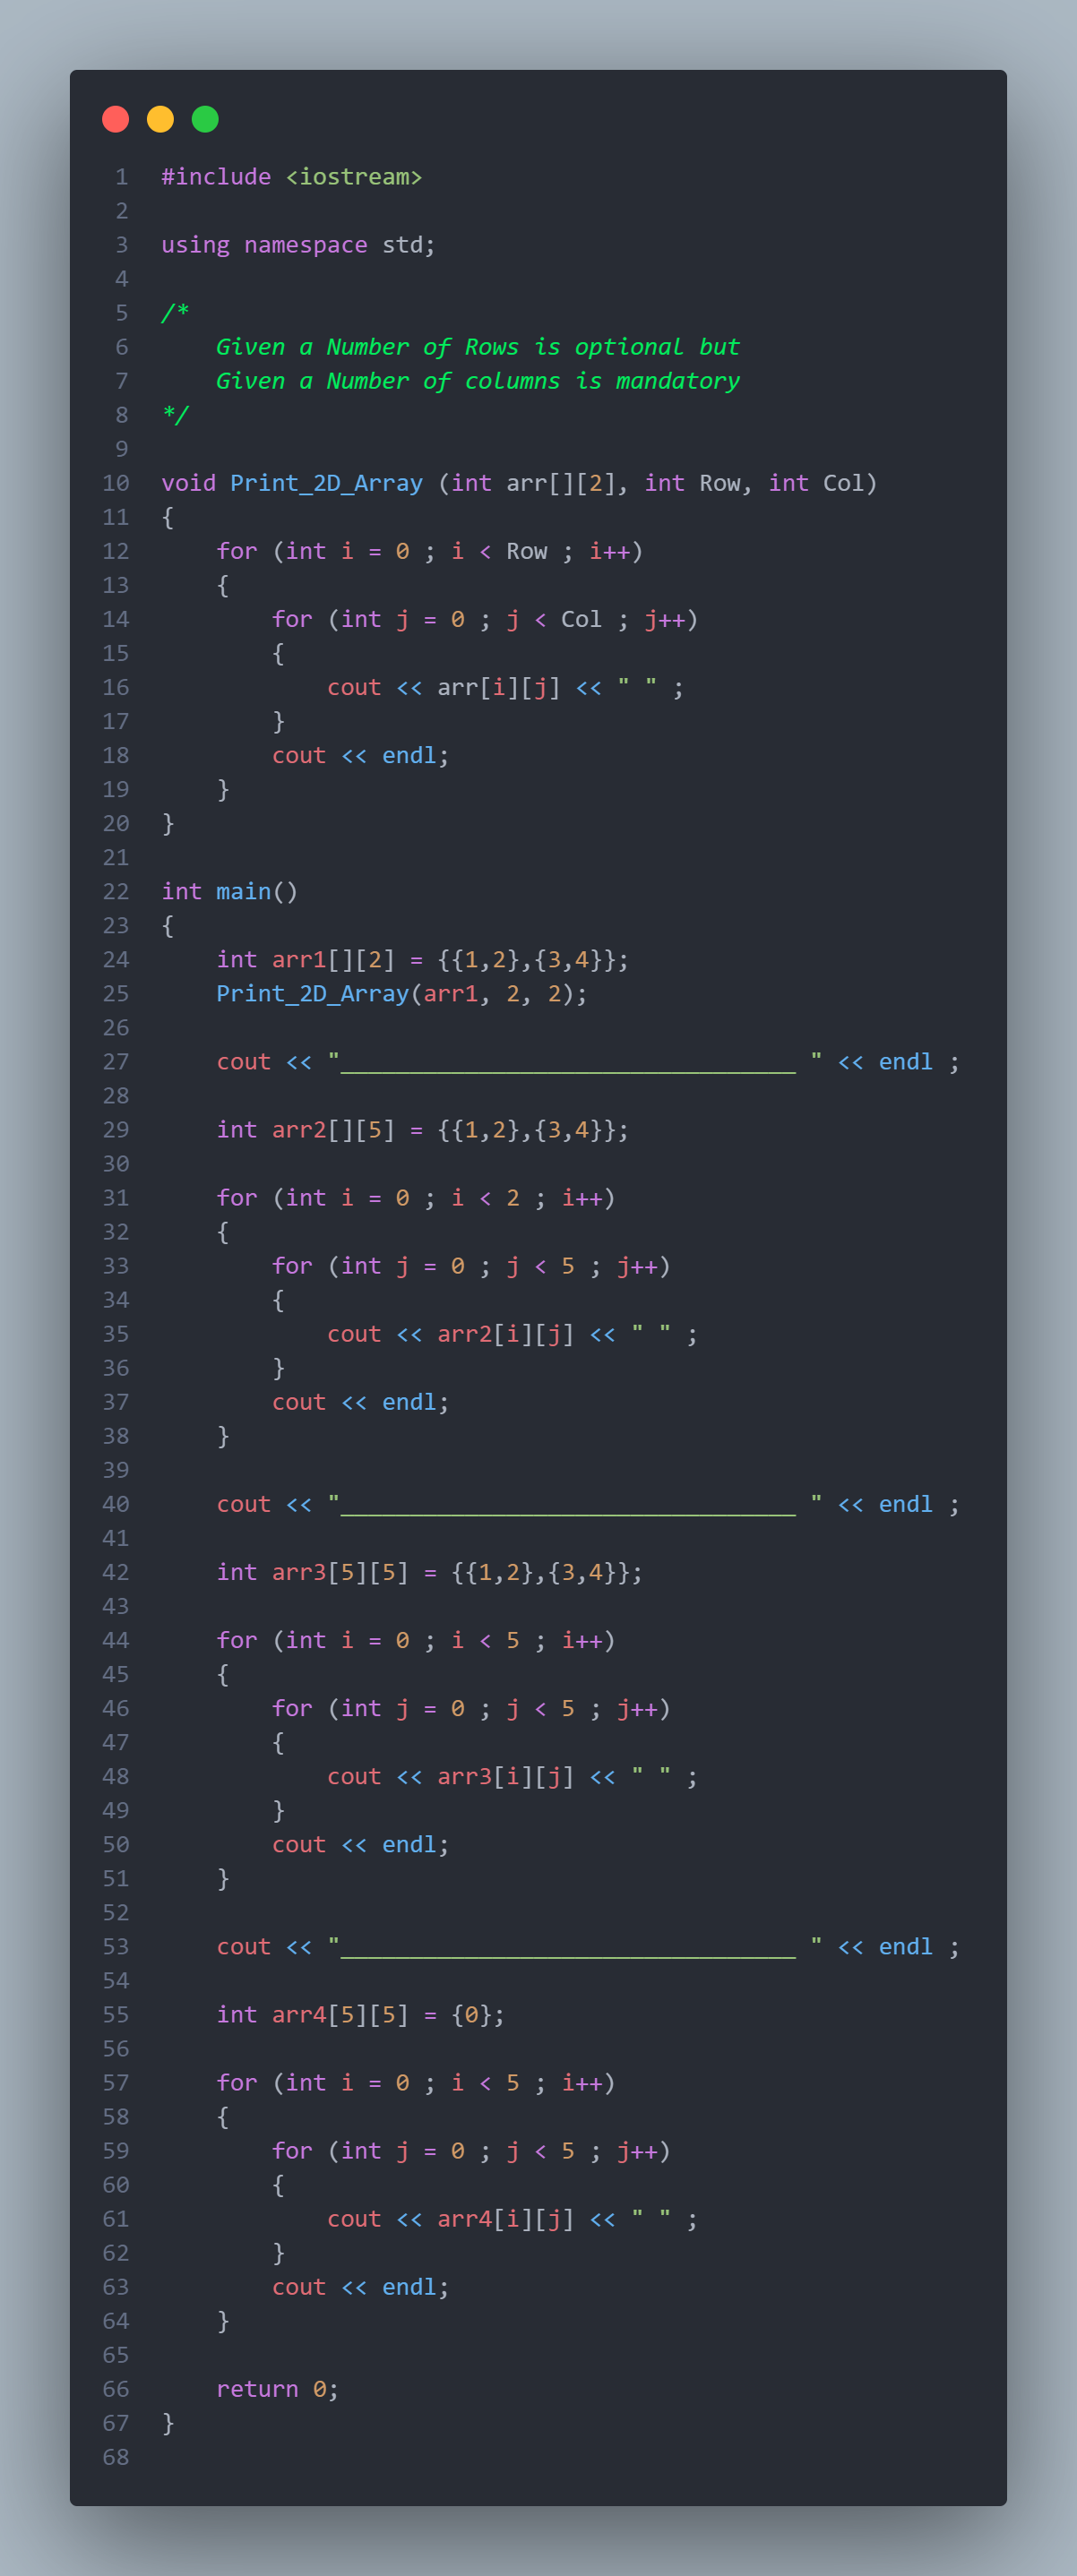 1 #include <iostream>
2
3 using namespace std;
4
5 /*
6     Given a Number of Rows is optional but
7     Given a Number of columns is mandatory
8 */
9
10 void Print_2D_Array (int arr[][2], int Row, int Col)
11 {
12     for (int i = 0 ; i < Row ; i++)
13     {
14         for (int j = 0 ; j < Col ; j++)
15         {
16             cout << arr[i][j] << " " ;
17         }
18         cout << endl;
19     }
20 }
21
22 int main()
23 {
24     int arr1[][2] = {{1,2},{3,4}};
25     Print_2D_Array(arr1, 2, 2);
26
27     cout << "_________________________________ " << endl ;
28
29     int arr2[][5] = {{1,2},{3,4}};
30
31     for (int i = 0 ; i < 2 ; i++)
32     {
33         for (int j = 0 ; j < 5 ; j++)
34         {
35             cout << arr2[i][j] << " " ;
36         }
37         cout << endl;
38     }
39
40     cout << "_________________________________ " << endl ;
41
42     int arr3[5][5] = {{1,2},{3,4}};
43
44     for (int i = 0 ; i < 5 ; i++)
45     {
46         for (int j = 0 ; j < 5 ; j++)
47         {
48             cout << arr3[i][j] << " " ;
49         }
50         cout << endl;
51     }
52
53     cout << "_________________________________ " << endl ;
54
55     int arr4[5][5] = {0};
56
57     for (int i = 0 ; i < 5 ; i++)
58     {
59         for (int j = 0 ; j < 5 ; j++)
60         {
61             cout << arr4[i][j] << " " ;
62         }
63         cout << endl;
64     }
65
66     return 0;
67 }
68